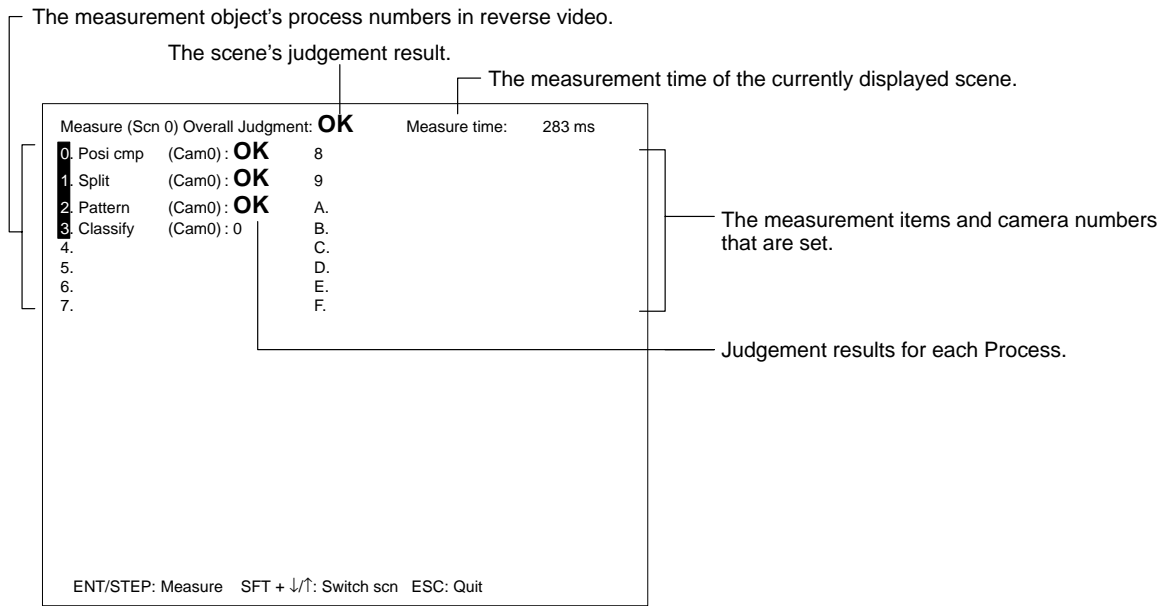 The measurement object's process numbers in reverse video.
The scene's judgement result.
The measurement time of the currently displayed scene.
Measure (Scn 0) Overall Judgment: OK Measure time: 283 ms
0. Posi cmp (Cam0) : OK 8
1. Split (Cam0) : OK 9
2. Pattern (Cam0) : OK A.
3. Classify (Cam0) : 0 B.
4. C.
5. D.
6. E.
7. F.
The measurement items and camera numbers
that are set.
Judgement results for each Process.
ENT/STEP: Measure SFT + ↓/↑: Switch scn ESC: Quit